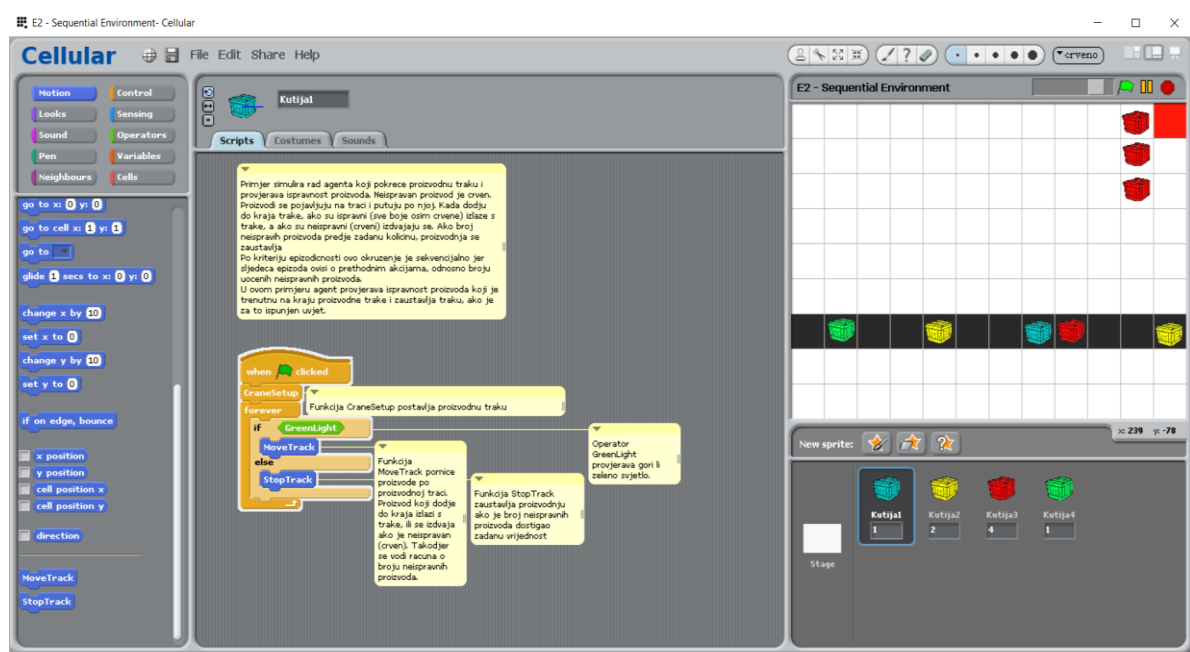 E2 - Sequential Environment- Cellular
Cellular File Edit Share Help
crveno
Motion Control
Looks Sensing
Sound Operators
Pen Variables
Neighbours Cells
go to x: 0 y: 0
go to cell x: 1 y: 1
go to
glide 1 secs to x: 0 y: 0
change x by 10
set x to 0
change y by 10
set y to 0
if on edge, bounce
x position
y position
cell position x
cell position y
direction
MoveTrack
StopTrack
Kutija1
Scripts Costumes Sounds
Primjer simulira rad agenta koji pokrece proizvodnu traku i
provjerava ispravnost proizvoda. Neispravan proizvod je crven.
Proizvodi se pojavljuju na traci i putuju po njoj. Kada dodju
do kraja trake, ako su ispravni (sve boje osim crvene) izlaze s
trake, a ako su neispravni (crveni) izdvajaju se. Ako broj
neispravih proizvoda predje zadanu kolicinu, proizvodnja se
zaustavlja
Po kriteriju epizodicnosti ovo okruzenje je sekvencijalno jer
sljedeca epizoda ovisi o prethodnim akcijama, odnosno broju
uocenih neispravnih proizvoda.
U ovom primjeru agent provjerava ispravnost proizvoda koji je
trenutnu na kraju proizvodne trake i zaustavlja traku, ako je
za to ispunjen uvjet.
when clicked
CraneSetup
forever
if GreenLight
MoveTrack
else
StopTrack
Funkcija CraneSetup postavlja proizvodnu traku
Funkcija
MoveTrack pomice
proizvode po
proizvodnoj traci.
Proizvod koji dodje
do kraja izlazi s
trake, ili se izdvaja
ako je neispravan
(crven). Takodjer
se vodi racuna o
broju neispravnih
proizvoda.
Funkcija StopTrack
zaustavlja proizvodnju
ako je broj neispravnih
proizvoda dostigao
zadanu vrijednost
Operator
GreenLight
provjerava gori li
zeleno svjetlo.
E2 - Sequential Environment
x: 239 y: -78
New sprite:
Kutija1 Kutija2 Kutija3 Kutija4
1 2 4 1
Stage